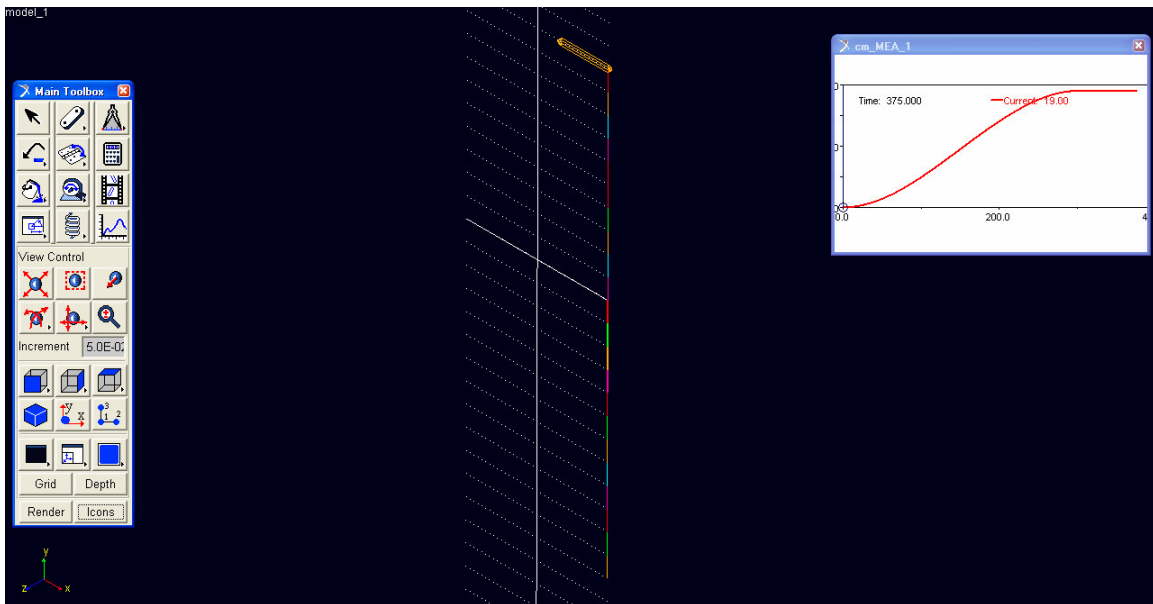 model_1
Main Toolbox
View Control
Increment 5.0E-02
Grid Depth
Render Icons
y
z x
cm_MEA_1
Time: 375.000 Current: 19.00
0.0 200.0 4